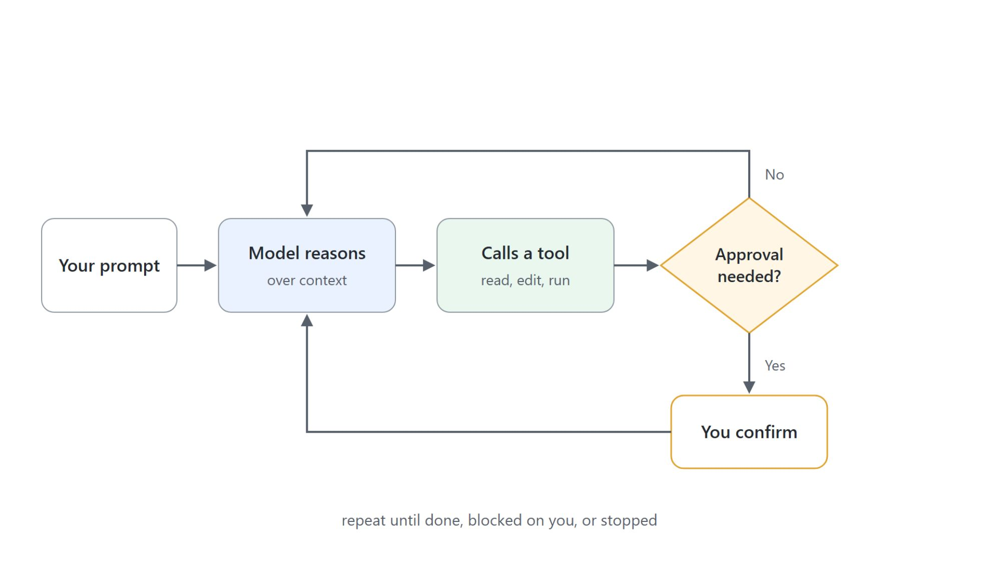 No
Your prompt
Model reasons
over context
Calls a tool
read, edit, run
Approval
needed?
Yes
You confirm
repeat until done, blocked on you, or stopped